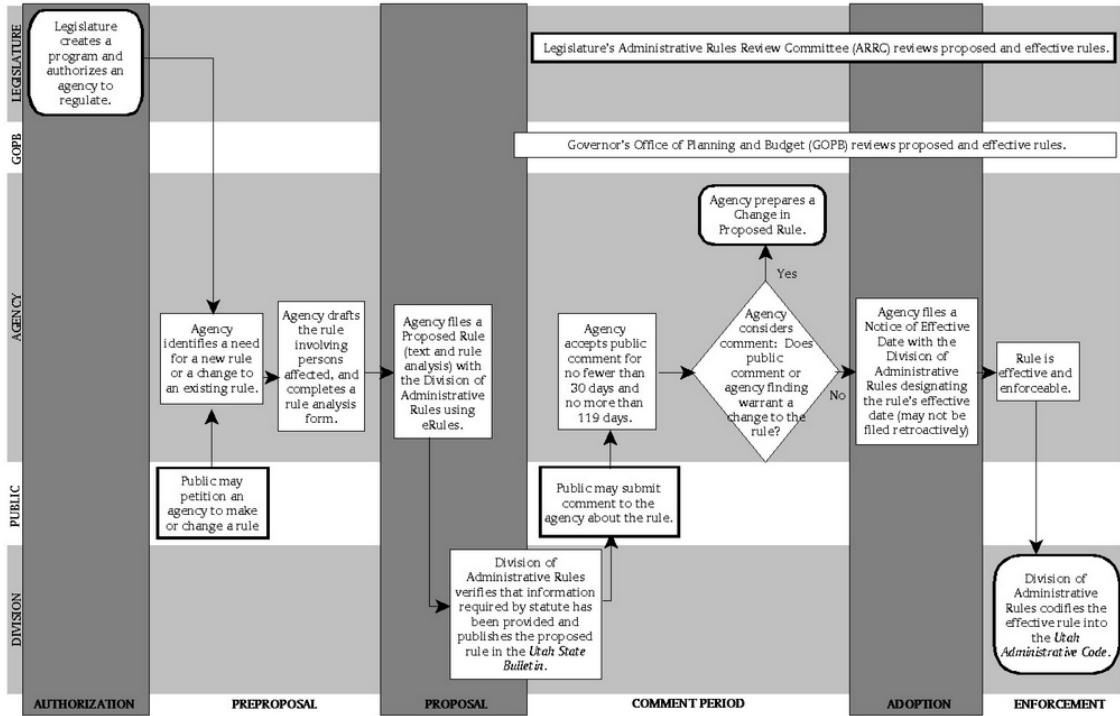 LEGISLATURE
Legislature
creates a
program and
authorizes an
agency to
regulate.
Legislature's Administrative Rules Review Committee (ARRC) reviews proposed and effective rules.
GOPB
Governor's Office of Planning and Budget (GOPB) reviews proposed and effective rules.
AGENCY
Agency
identifies a need
for a new rule
or a change to
an existing rule.
Agency drafts
the rule
involving
persons
affected, and
completes a
rule analysis
form.
Agency files a
Proposed Rule
(text and rule
analysis) with
the Division of
Administrative
Rules using
eRules.
Agency
accepts public
comment for
no fewer than
30 days and
no more than
119 days.
Agency prepares a
Change in
Proposed Rule.
Yes
Agency
considers
comment: Does
public
comment or
agency finding
warrant a
change to the
rule?
No
Agency files a
Notice of Effective
Date with the
Division of
Administrative
Rules designating
the rule's effective
date (may not be
filed retroactively)
Rule is
effective and
enforceable.
PUBLIC
Public may
petition an
agency to make
or change a rule
Public may submit
comment to the
agency about the rule.
DIVISION
Division of
Administrative Rules
verifies that information
required by statute has
been provided and
publishes the proposed
rule in the Utah State
Bulletin.
Division of
Administrative
Rules codifies the
effective rule into
the Utah
Administrative Code.
AUTHORIZATION
PREPROPOSAL
PROPOSAL
COMMENT PERIOD
ADOPTION
ENFORCEMENT